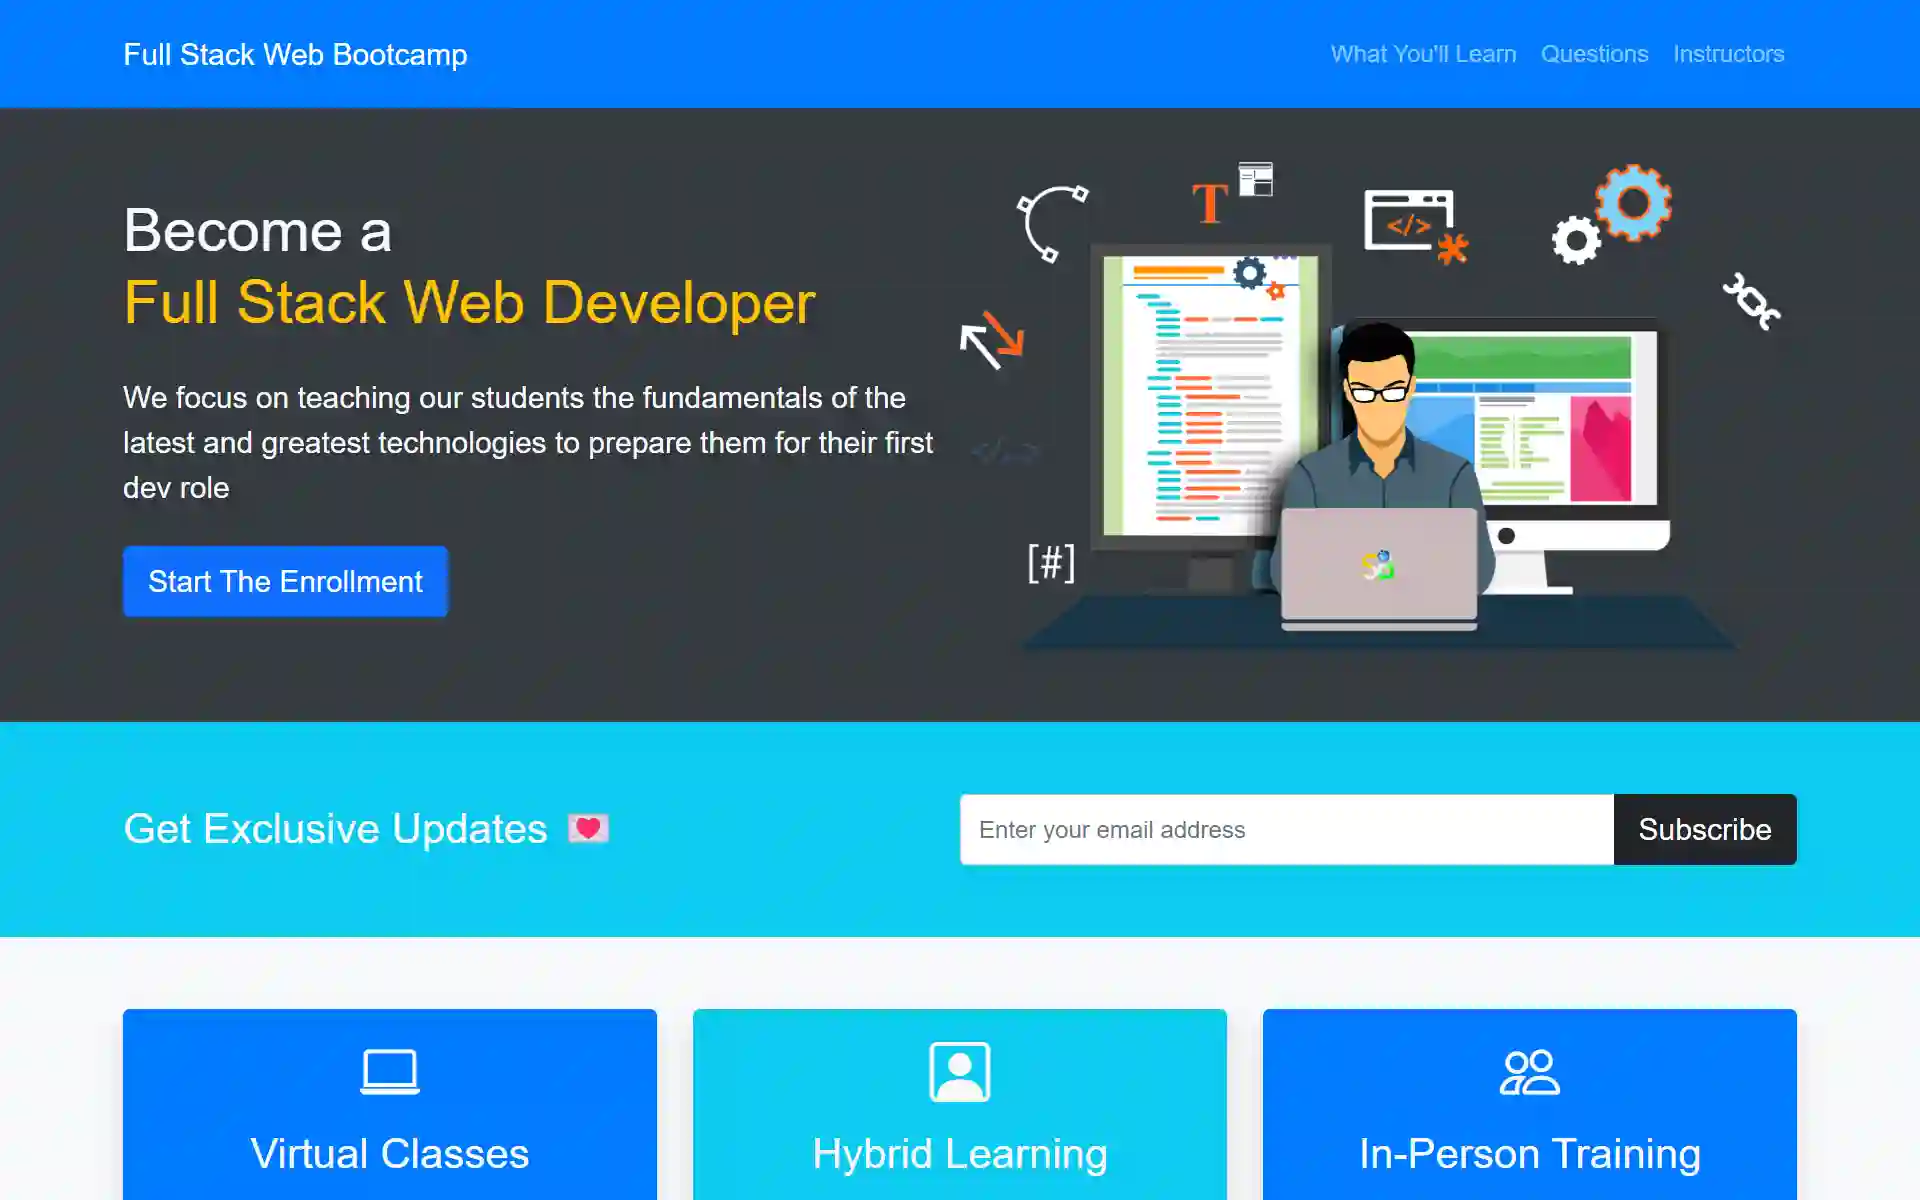 Full Stack Web Bootcamp
What You'll Learn
Questions
Instructors
Become a
Full Stack Web Developer
We focus on teaching our students the fundamentals of the
latest and greatest technologies to prepare them for their first
dev role
Start The Enrollment
T
</>
</>
[#]
Get Exclusive Updates
Enter your email address
Subscribe
Virtual Classes
Hybrid Learning
In-Person Training